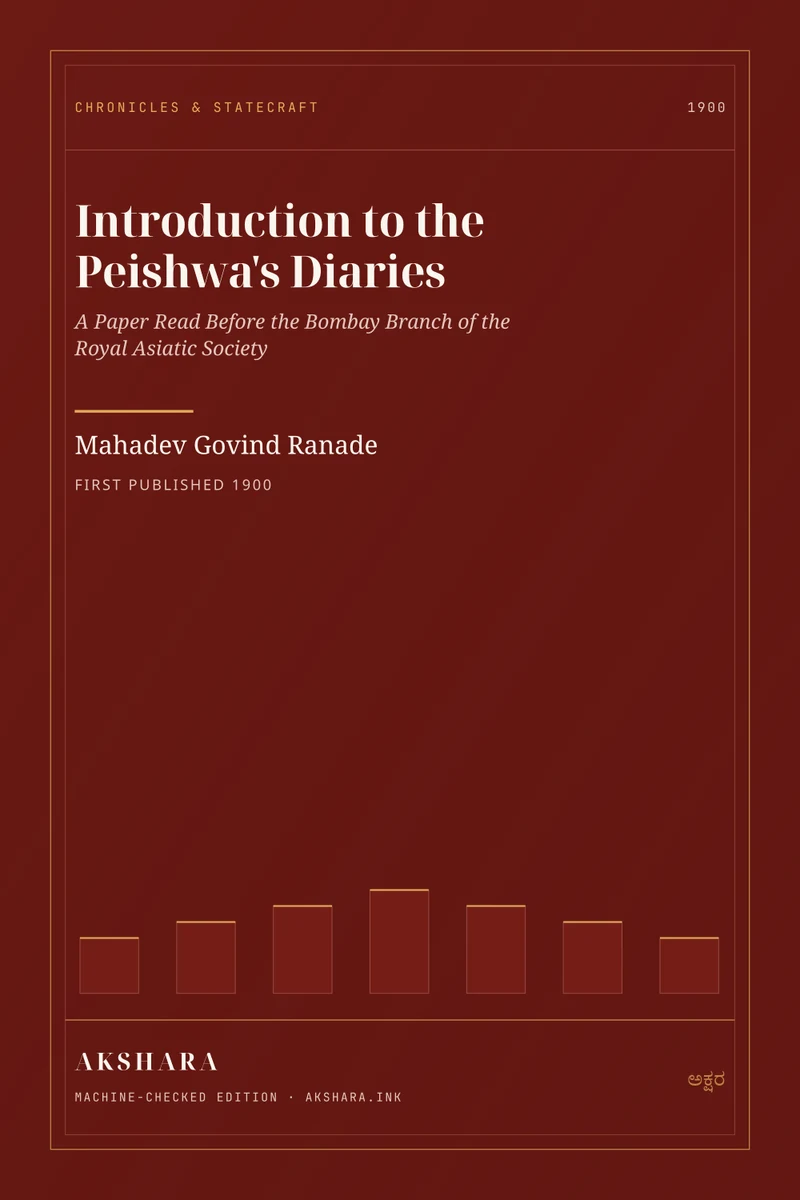 CHRONICLES & STATECRAFT
1900
Introduction to the
Peishwa's Diaries
A Paper Read Before the Bombay Branch of the
Royal Asiatic Society
Mahadev Govind Ranade
FIRST PUBLISHED 1900
AKSHARA
MACHINE-CHECKED EDITION · AKSHARA.INK
ಅಕ್ಷರ